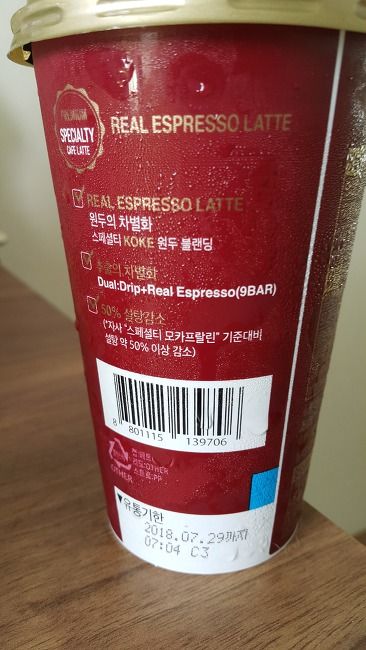 PREMIUM
SPECIALTY
CAFE LATTE
REAL ESPRESSO LATTE
REAL ESPRESSO LATTE
원두의 차별화
스페셜티 KOKE 원두 블랜딩
추출의 차별화
Dual:Drip+Real Espresso(9BAR)
50% 설탕감소
(*자사 "스페셜티 모카프랄린" 기준대비
설탕 약 50% 이상 감소)
8 801115 139706
OTHER
▼유통기한
2018.07.29까지
07:04 C3